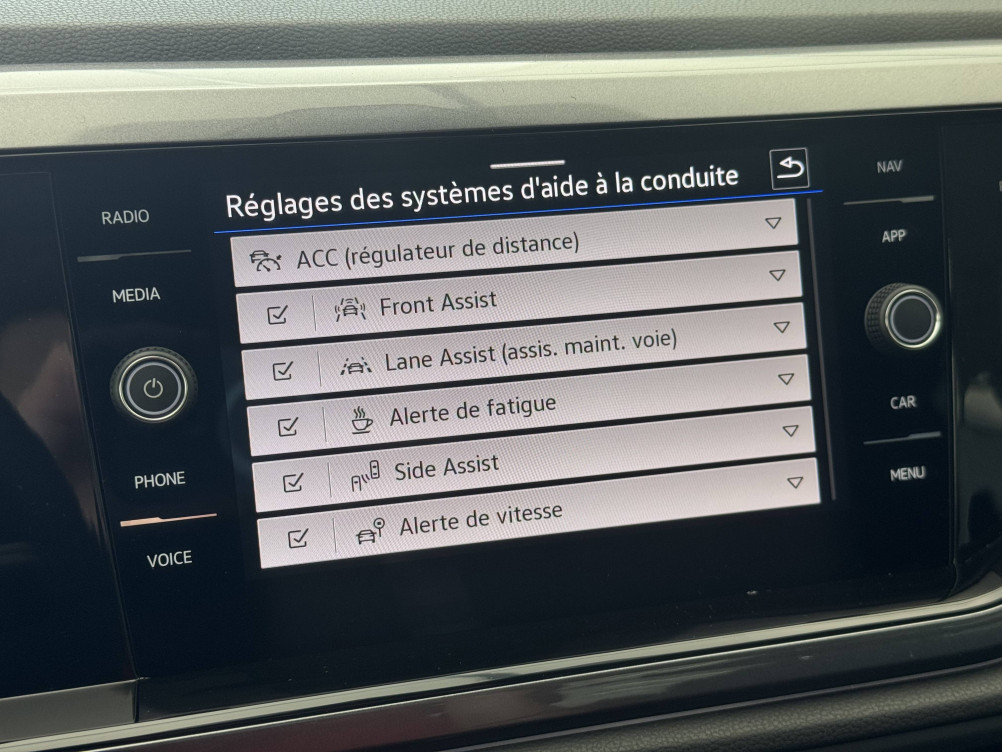 Réglages des systèmes d'aide à la conduite
ACC (régulateur de distance)
Front Assist
Lane Assist (assis. maint. voie)
Alerte de fatigue
Side Assist
Alerte de vitesse
RADIO
MEDIA
PHONE
VOICE
NAV
APP
CAR
MENU